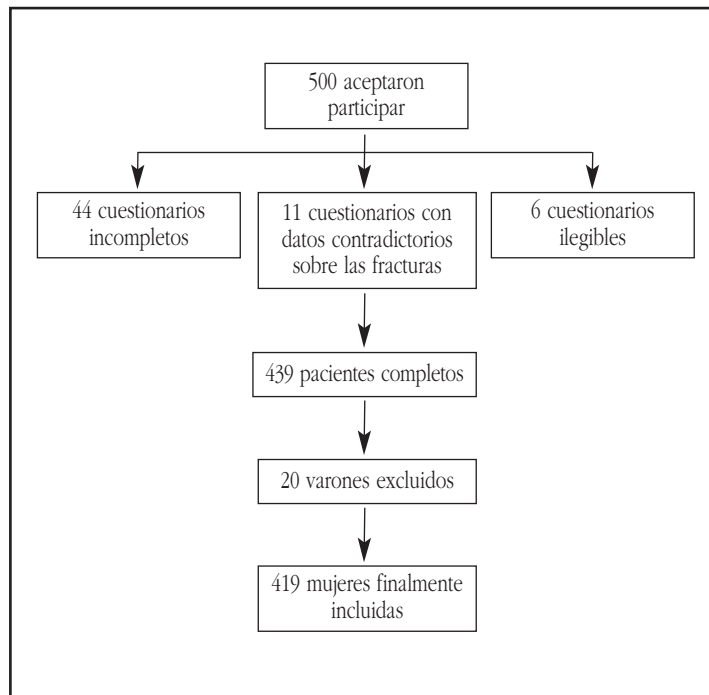 500 aceptaron
participar
44 cuestionarios
incompletos
11 cuestionarios con
datos contradictorios
sobre las fracturas
6 cuestionarios
ilegibles
439 pacientes completos
20 varones excluidos
419 mujeres finalmente
incluidas